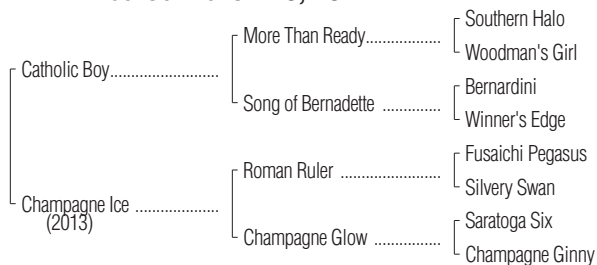 Southern Halo
More Than Ready
Woodman's Girl
Catholic Boy
Bernardini
Song of Bernadette
Winner's Edge
Fusaichi Pegasus
Roman Ruler
Silvery Swan
Champagne Ice
(2013)
Saratoga Six
Champagne Glow
Champagne Ginny